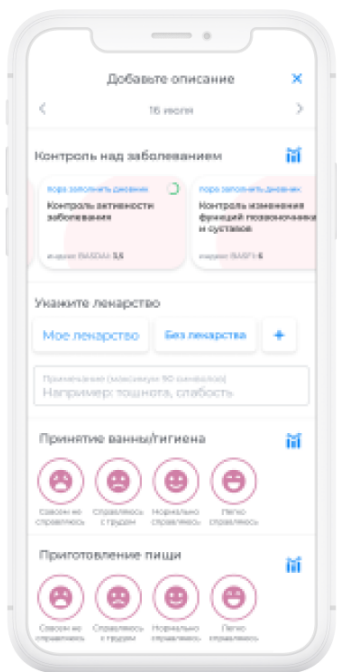 Добавьте описание
16 июля
Контроль над заболеванием
пора заполнить дневник
Контроль активности
заболевания
индекс BASDAI: 3,5
пора заполнить дневник
Контроль изменения
функций позвоночника
и суставов
индекс BASFI: 6
Укажите лекарство
Мое лекарство
Без лекарства
+
Примечание (максимум 90 символов)
Например: тошнота, слабость
Принятие ванны/гигиена
Совсем не
справляюсь
Справляюсь
с трудом
Нормально
справляюсь
Легко
справляюсь
Приготовление пищи
Совсем не
справляюсь
Справляюсь
с трудом
Нормально
справляюсь
Легко
справляюсь